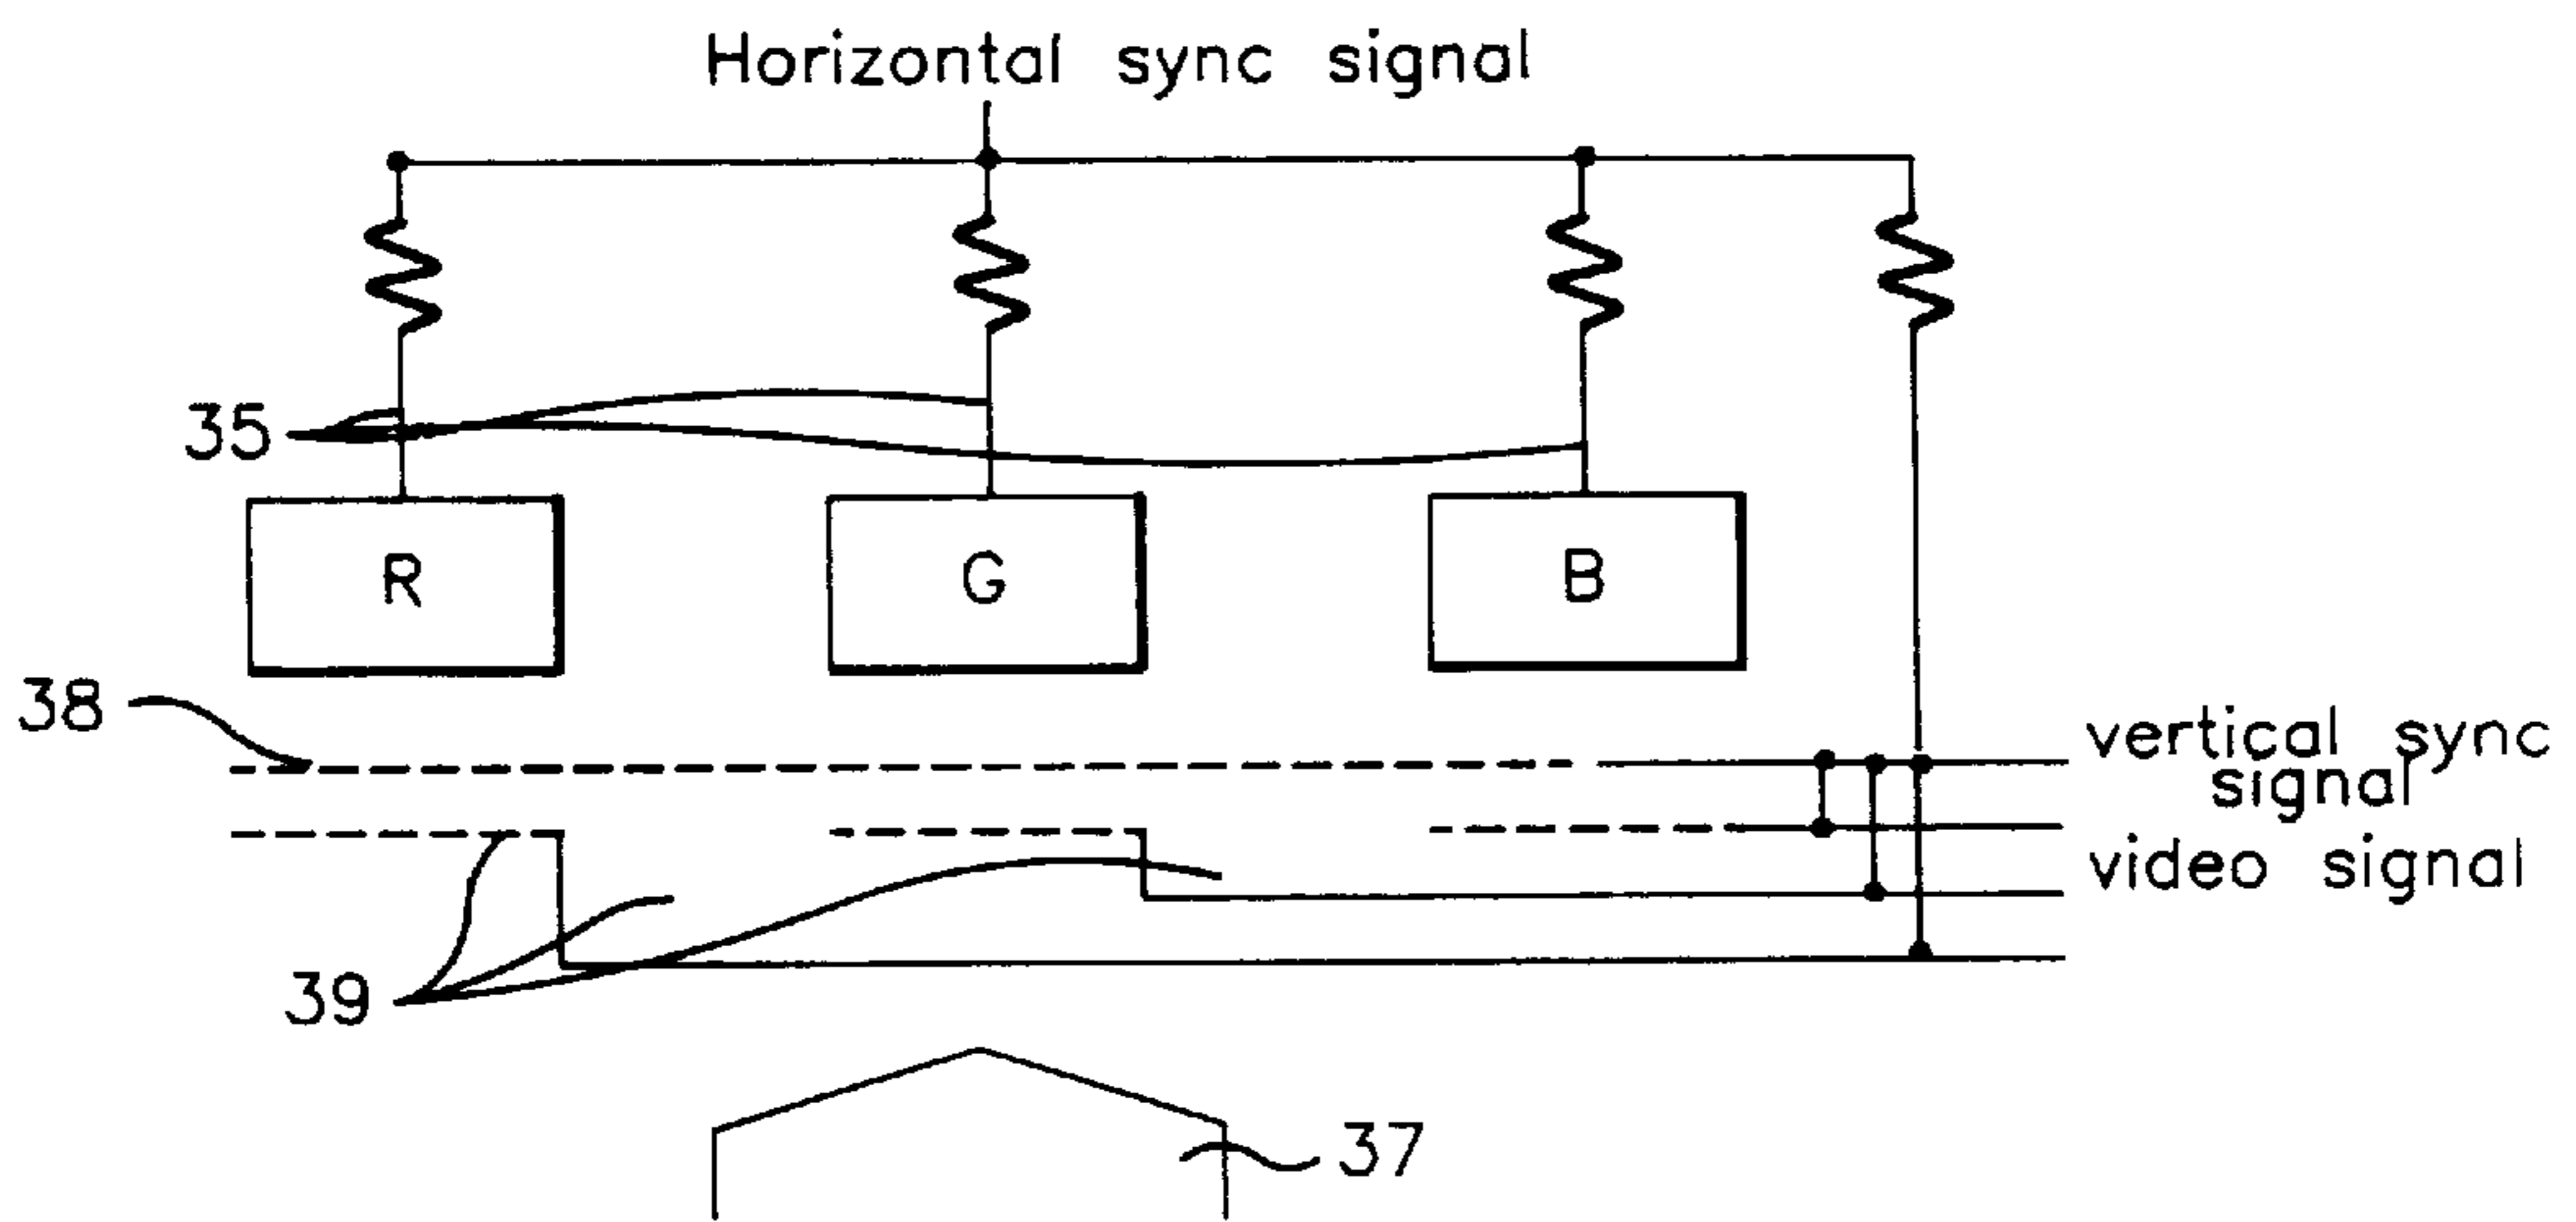 Horizontal sync signal
35
R
G
B
38
vertical sync
signal
video signal
39
37